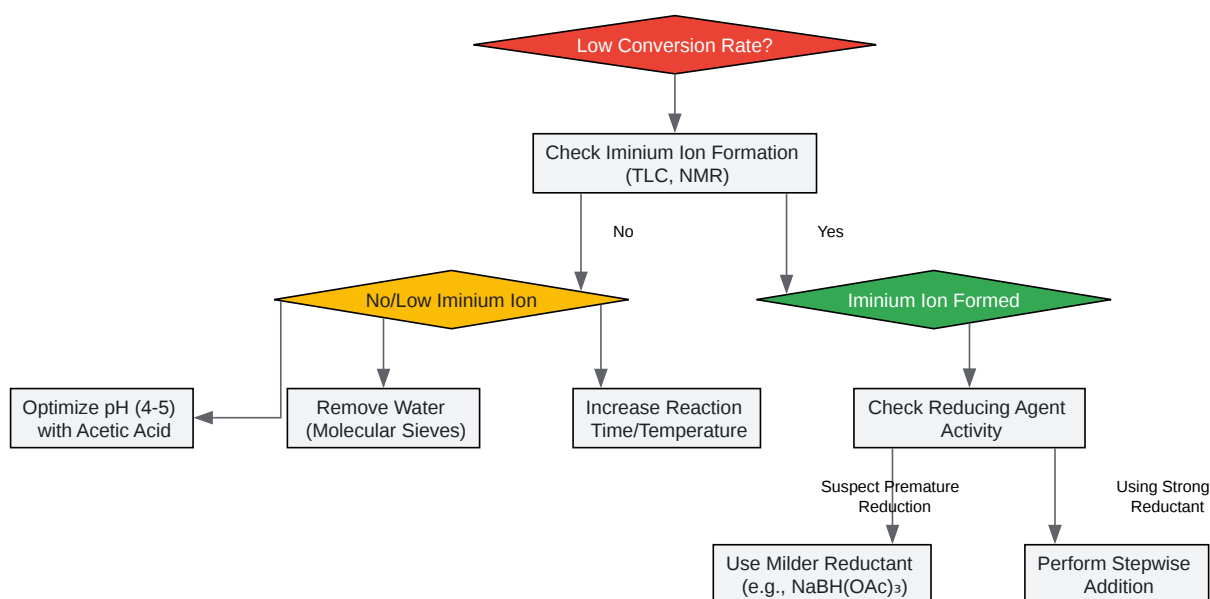 Low Conversion Rate?
Check Iminium Ion Formation
(TLC, NMR)
No
Yes
No/Low Iminium Ion
Iminium Ion Formed
Optimize pH (4-5)
with Acetic Acid
Remove Water
(Molecular Sieves)
Increase Reaction
Time/Temperature
Check Reducing Agent
Activity
Suspect Premature
Reduction
Using Strong
Reductant
Use Milder Reductant
(e.g., NaBH(OAc)₃)
Perform Stepwise
Addition